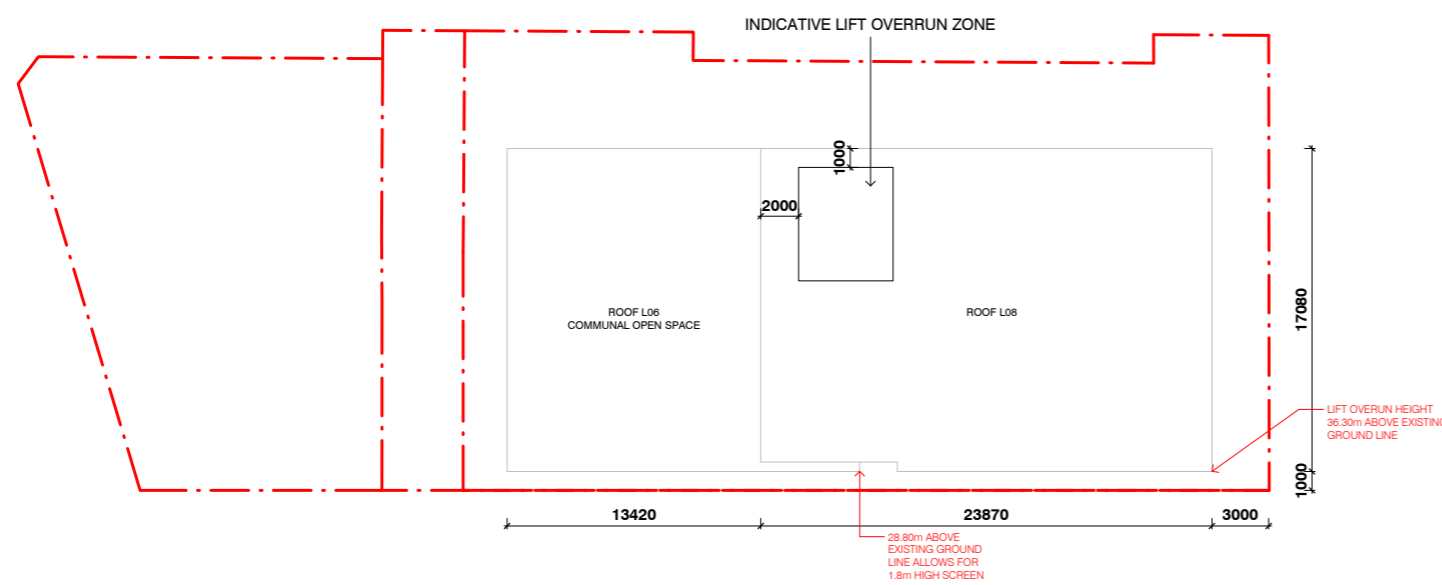 INDICATIVE LIFT OVERRUN ZONE
1000
2000
ROOF L06
COMMUNAL OPEN SPACE
ROOF L08
17080
LIFT OVERUN HEIGHT
36.30m ABOVE EXISTING
GROUND LINE
1000
13420
23870
3000
28.80m ABOVE
EXISTING GROUND
LINE ALLOWS FOR
1.8m HIGH SCREEN